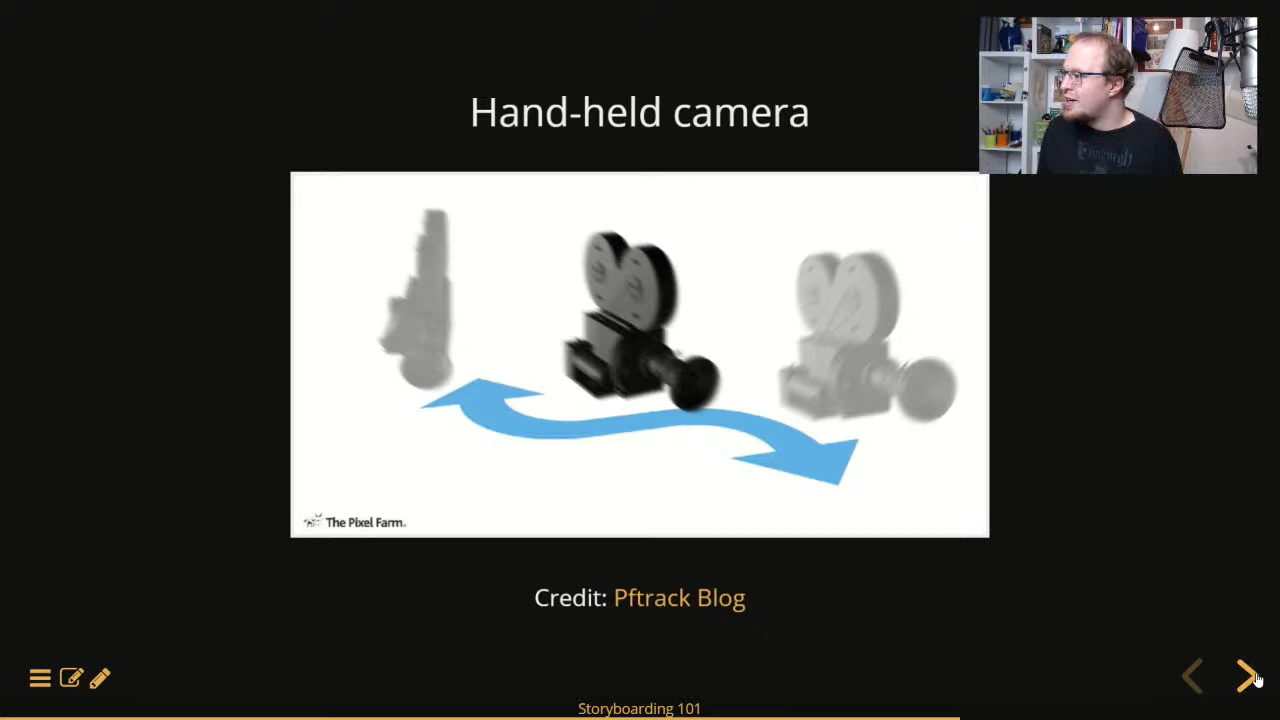 Hand-held camera
The Pixel Farm.
Credit: Pftrack Blog
Storyboarding 101